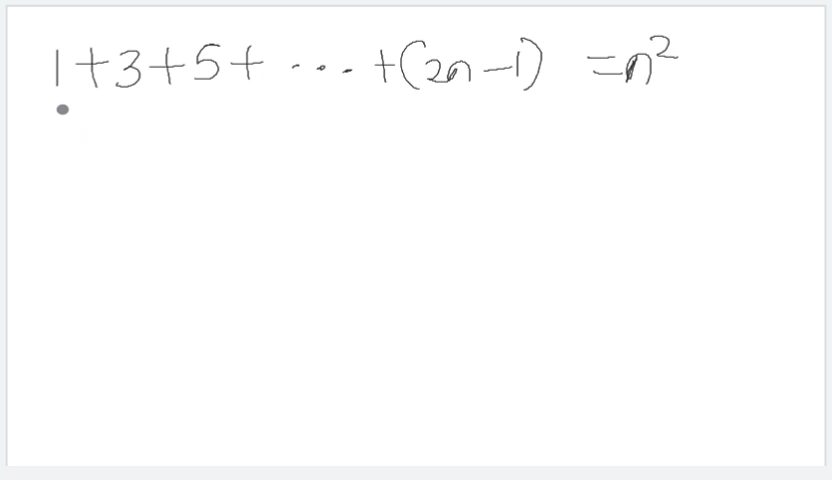 1+3+5+ ... +(2n-1) =n²